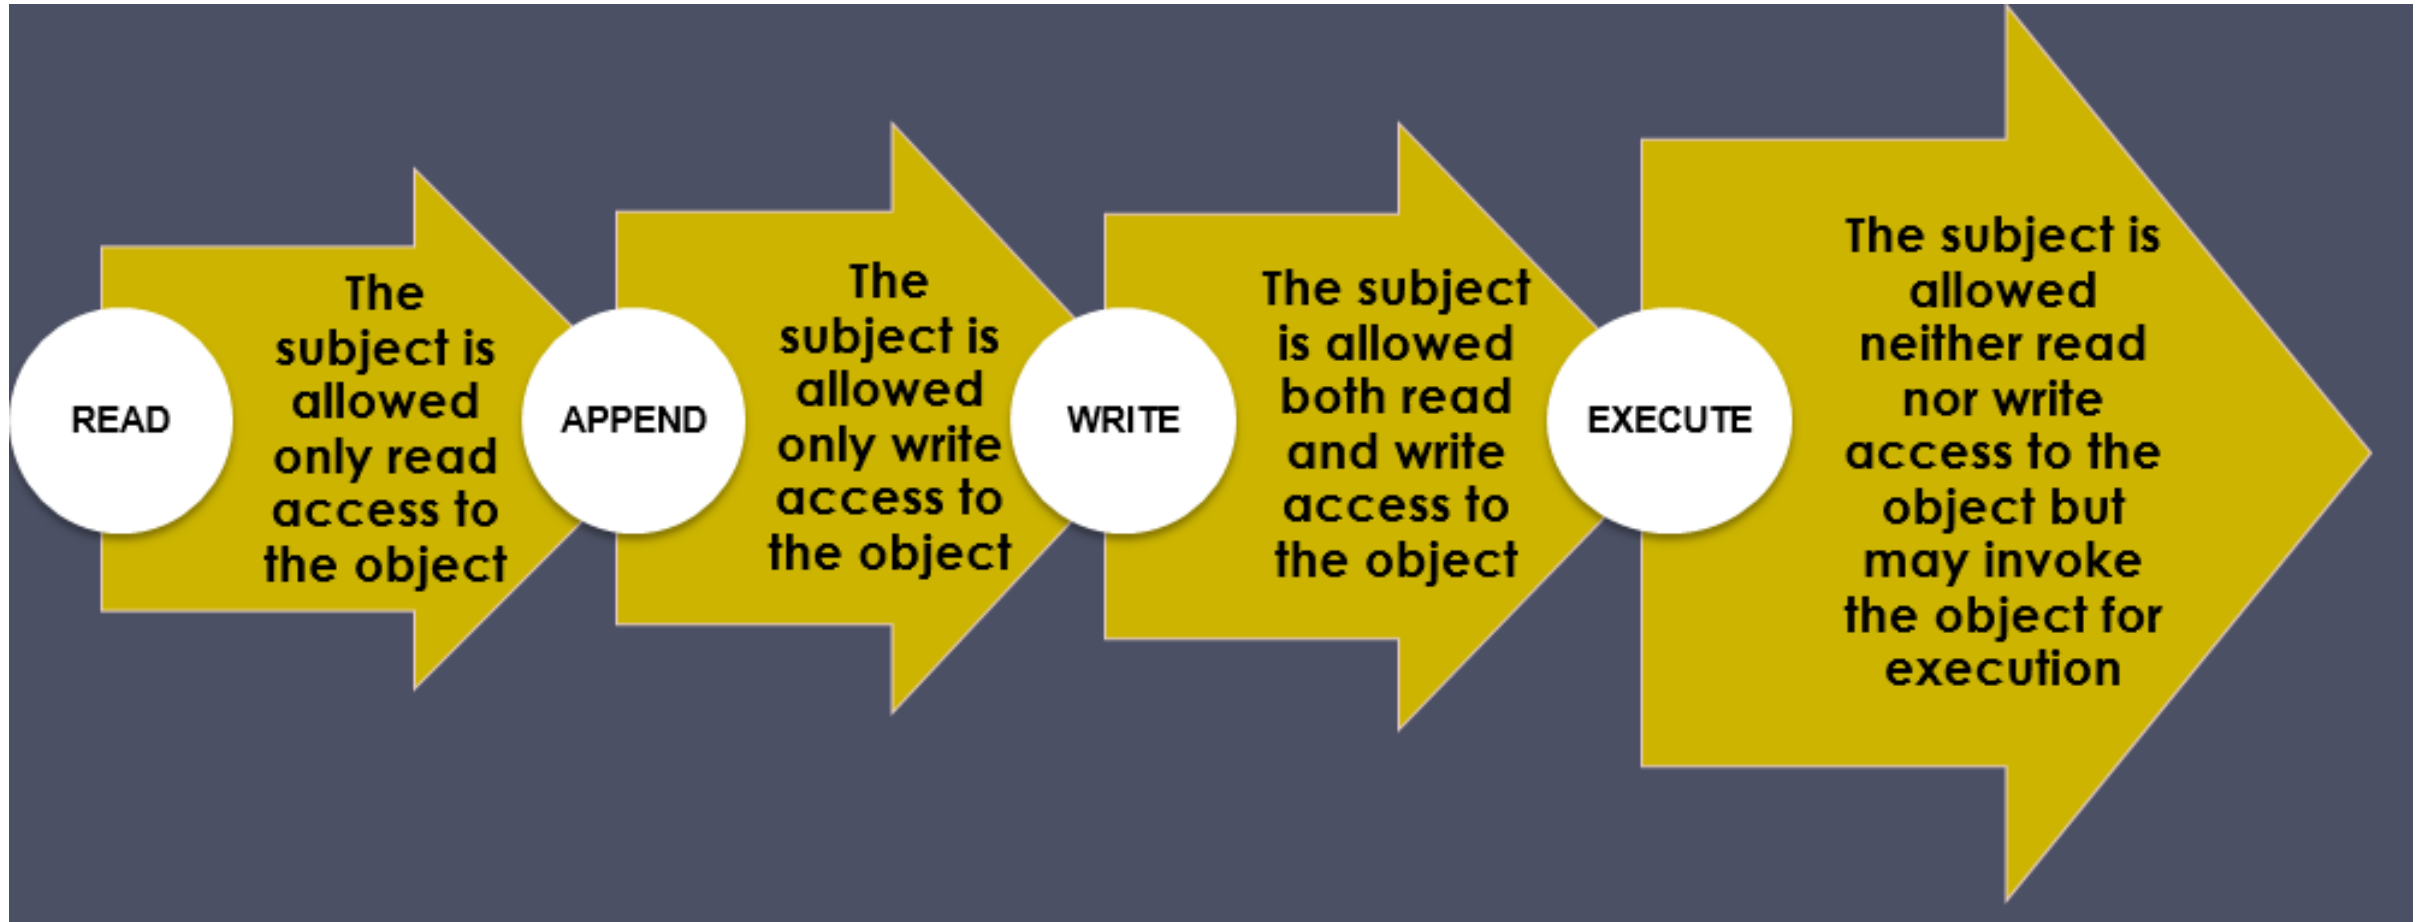 READ
The
subject is
allowed
only read
access to
the object
APPEND
The
subject is
allowed
only write
access to
the object
WRITE
The subject
is allowed
both read
and write
access to
the object
EXECUTE
The subject is
allowed
neither read
nor write
access to the
object but
may invoke
the object for
execution